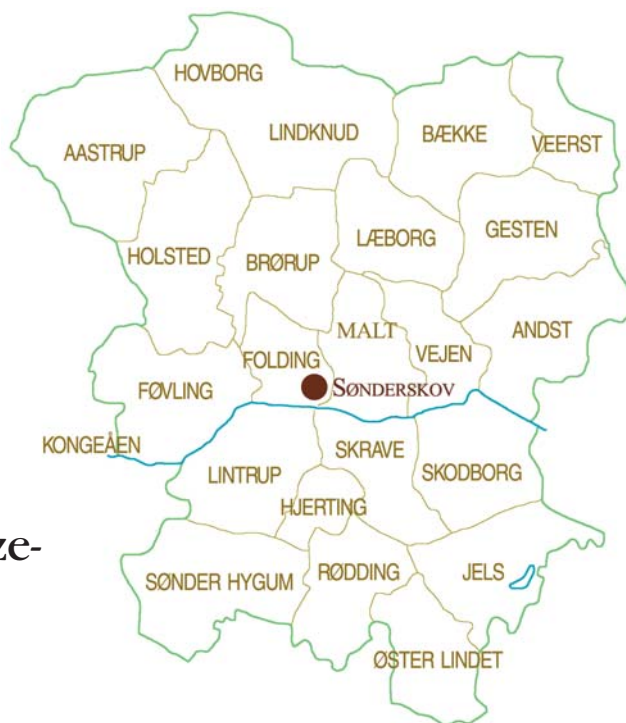 HOVBORG
LINDKNUD
BÆKKE
VEERST
AASTRUP
LÆBORG
GESTEN
HOLSTED
BRØRUP
MALT
ANDST
FOLDING
VEJEN
SØNDERSKOV
FØVLING
KONGEÅEN
LINTRUP
SKRAVE
SKODBORG
HJERTING
ze-
SØNDER HYGUM
RØDDING
JELS
ØSTER LINDET